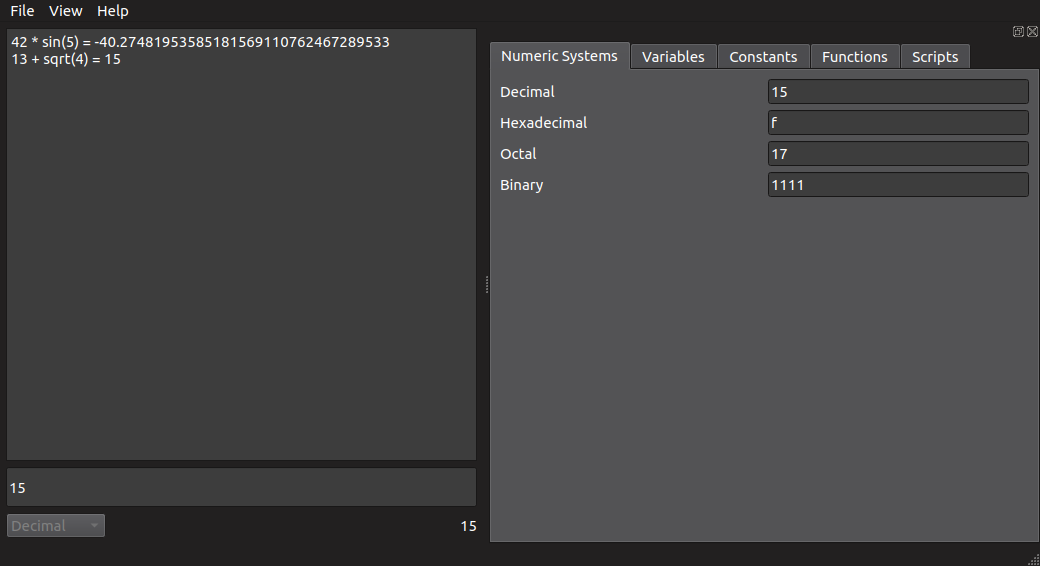 File View Help
42 * sin(5) = -40.274819535851815691107624672895​33
13 + sqrt(4) = 15
15
Decimal
15
Numeric Systems Variables Constants Functions Scripts
Decimal 15
Hexadecimal f
Octal 17
Binary 1111